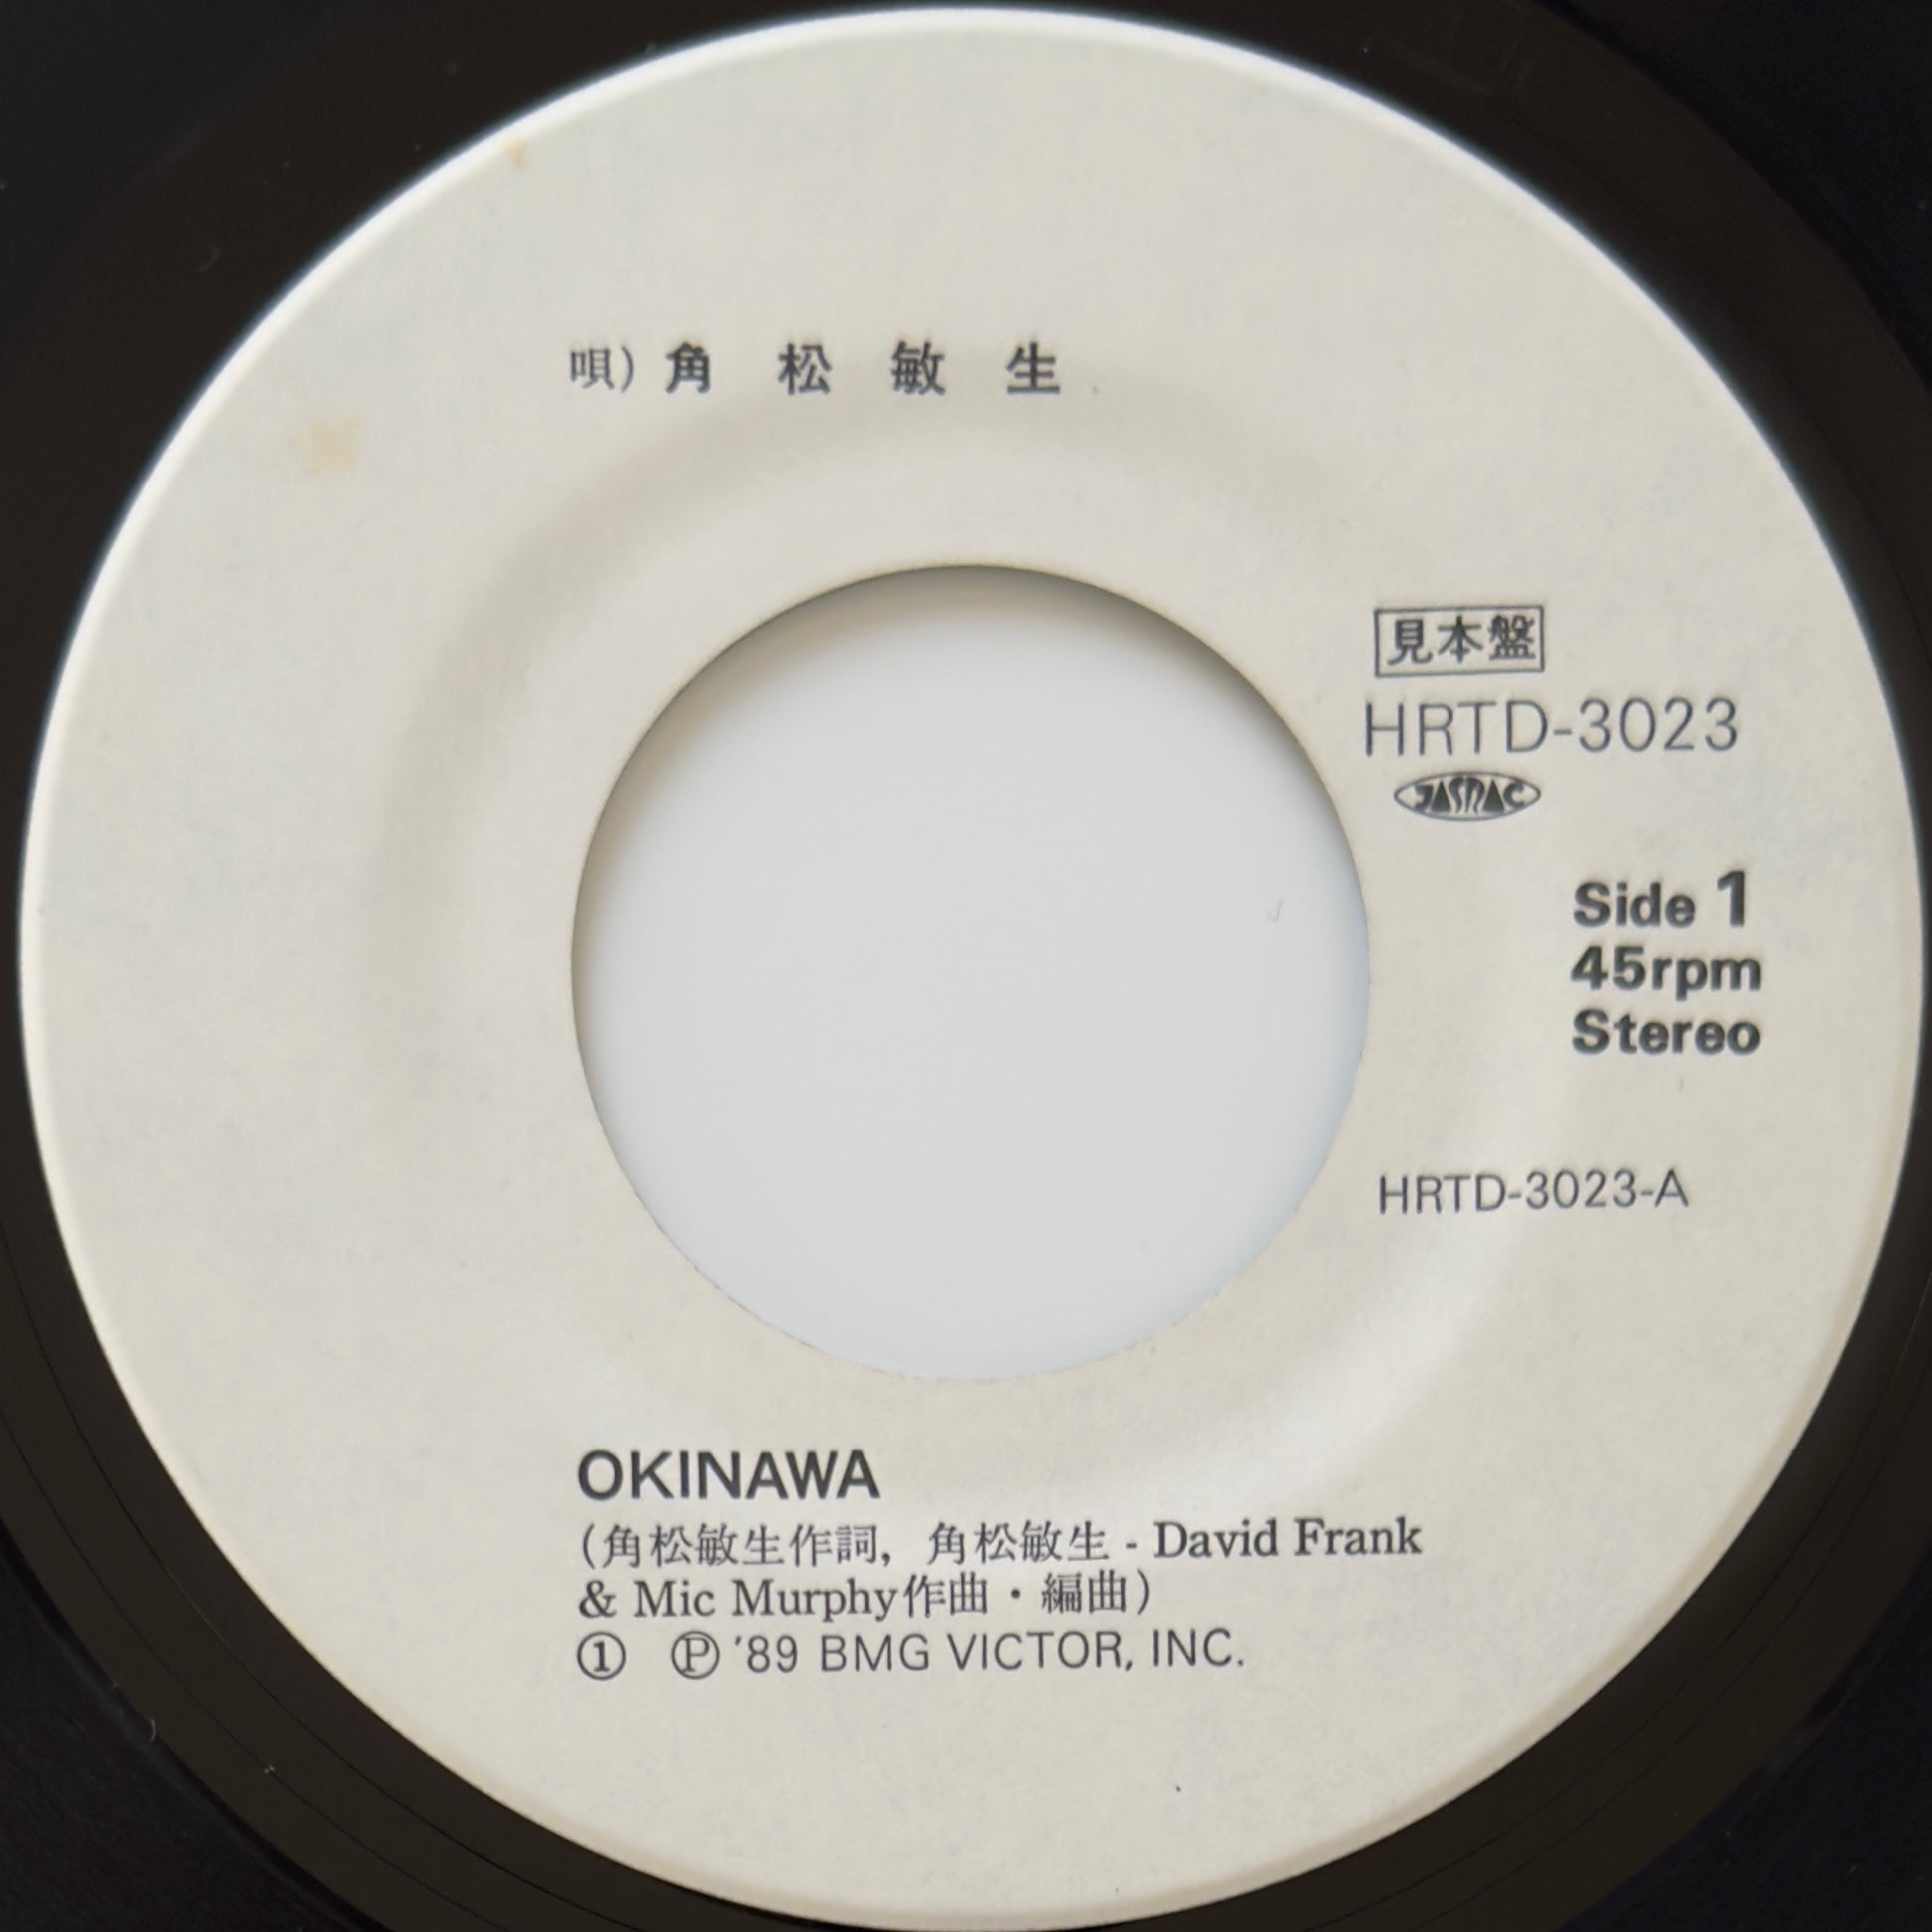 唄) 角松敏生
見本盤
HRTD-3023
JASRAC
Side 1
45rpm
Stereo
HRTD-3023-A
OKINAWA
(角松敏生作詞, 角松敏生 - David Frank
& Mic Murphy作曲・編曲)
① Ⓟ '89 BMG VICTOR, INC.